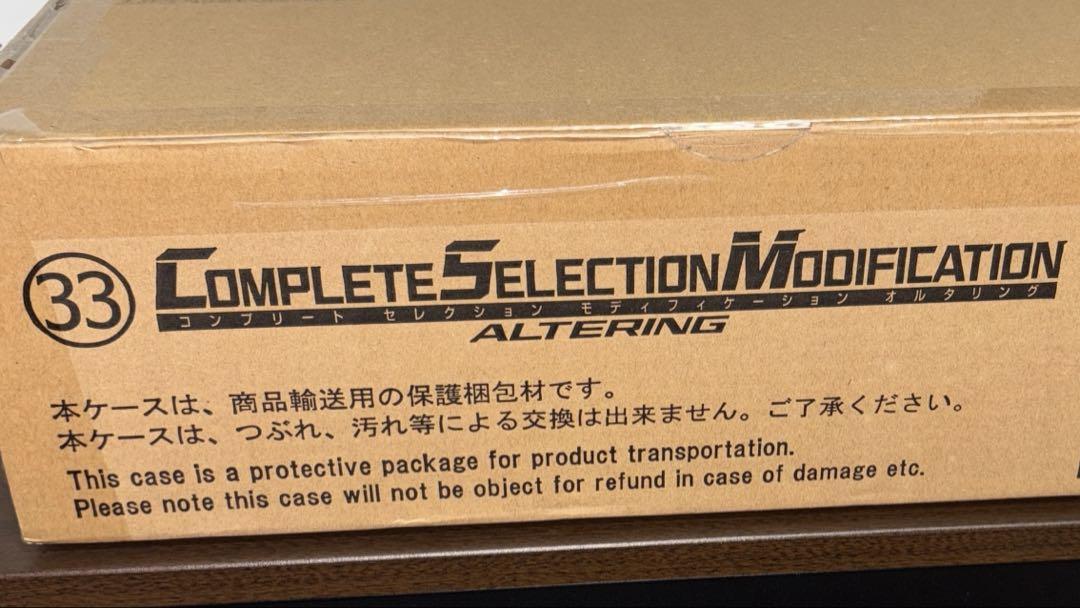 33
COMPLETE SELECTION MODIFICATION
コンプリート セレクション モディフィケーション オルタリング
ALTERING
本ケースは、商品輸送用の保護梱包材です。
本ケースは、つぶれ、汚れ等による交換は出来ません。ご了承ください。
This case is a protective package for product transportation.
Please note this case will not be object for refund in case of damage etc.